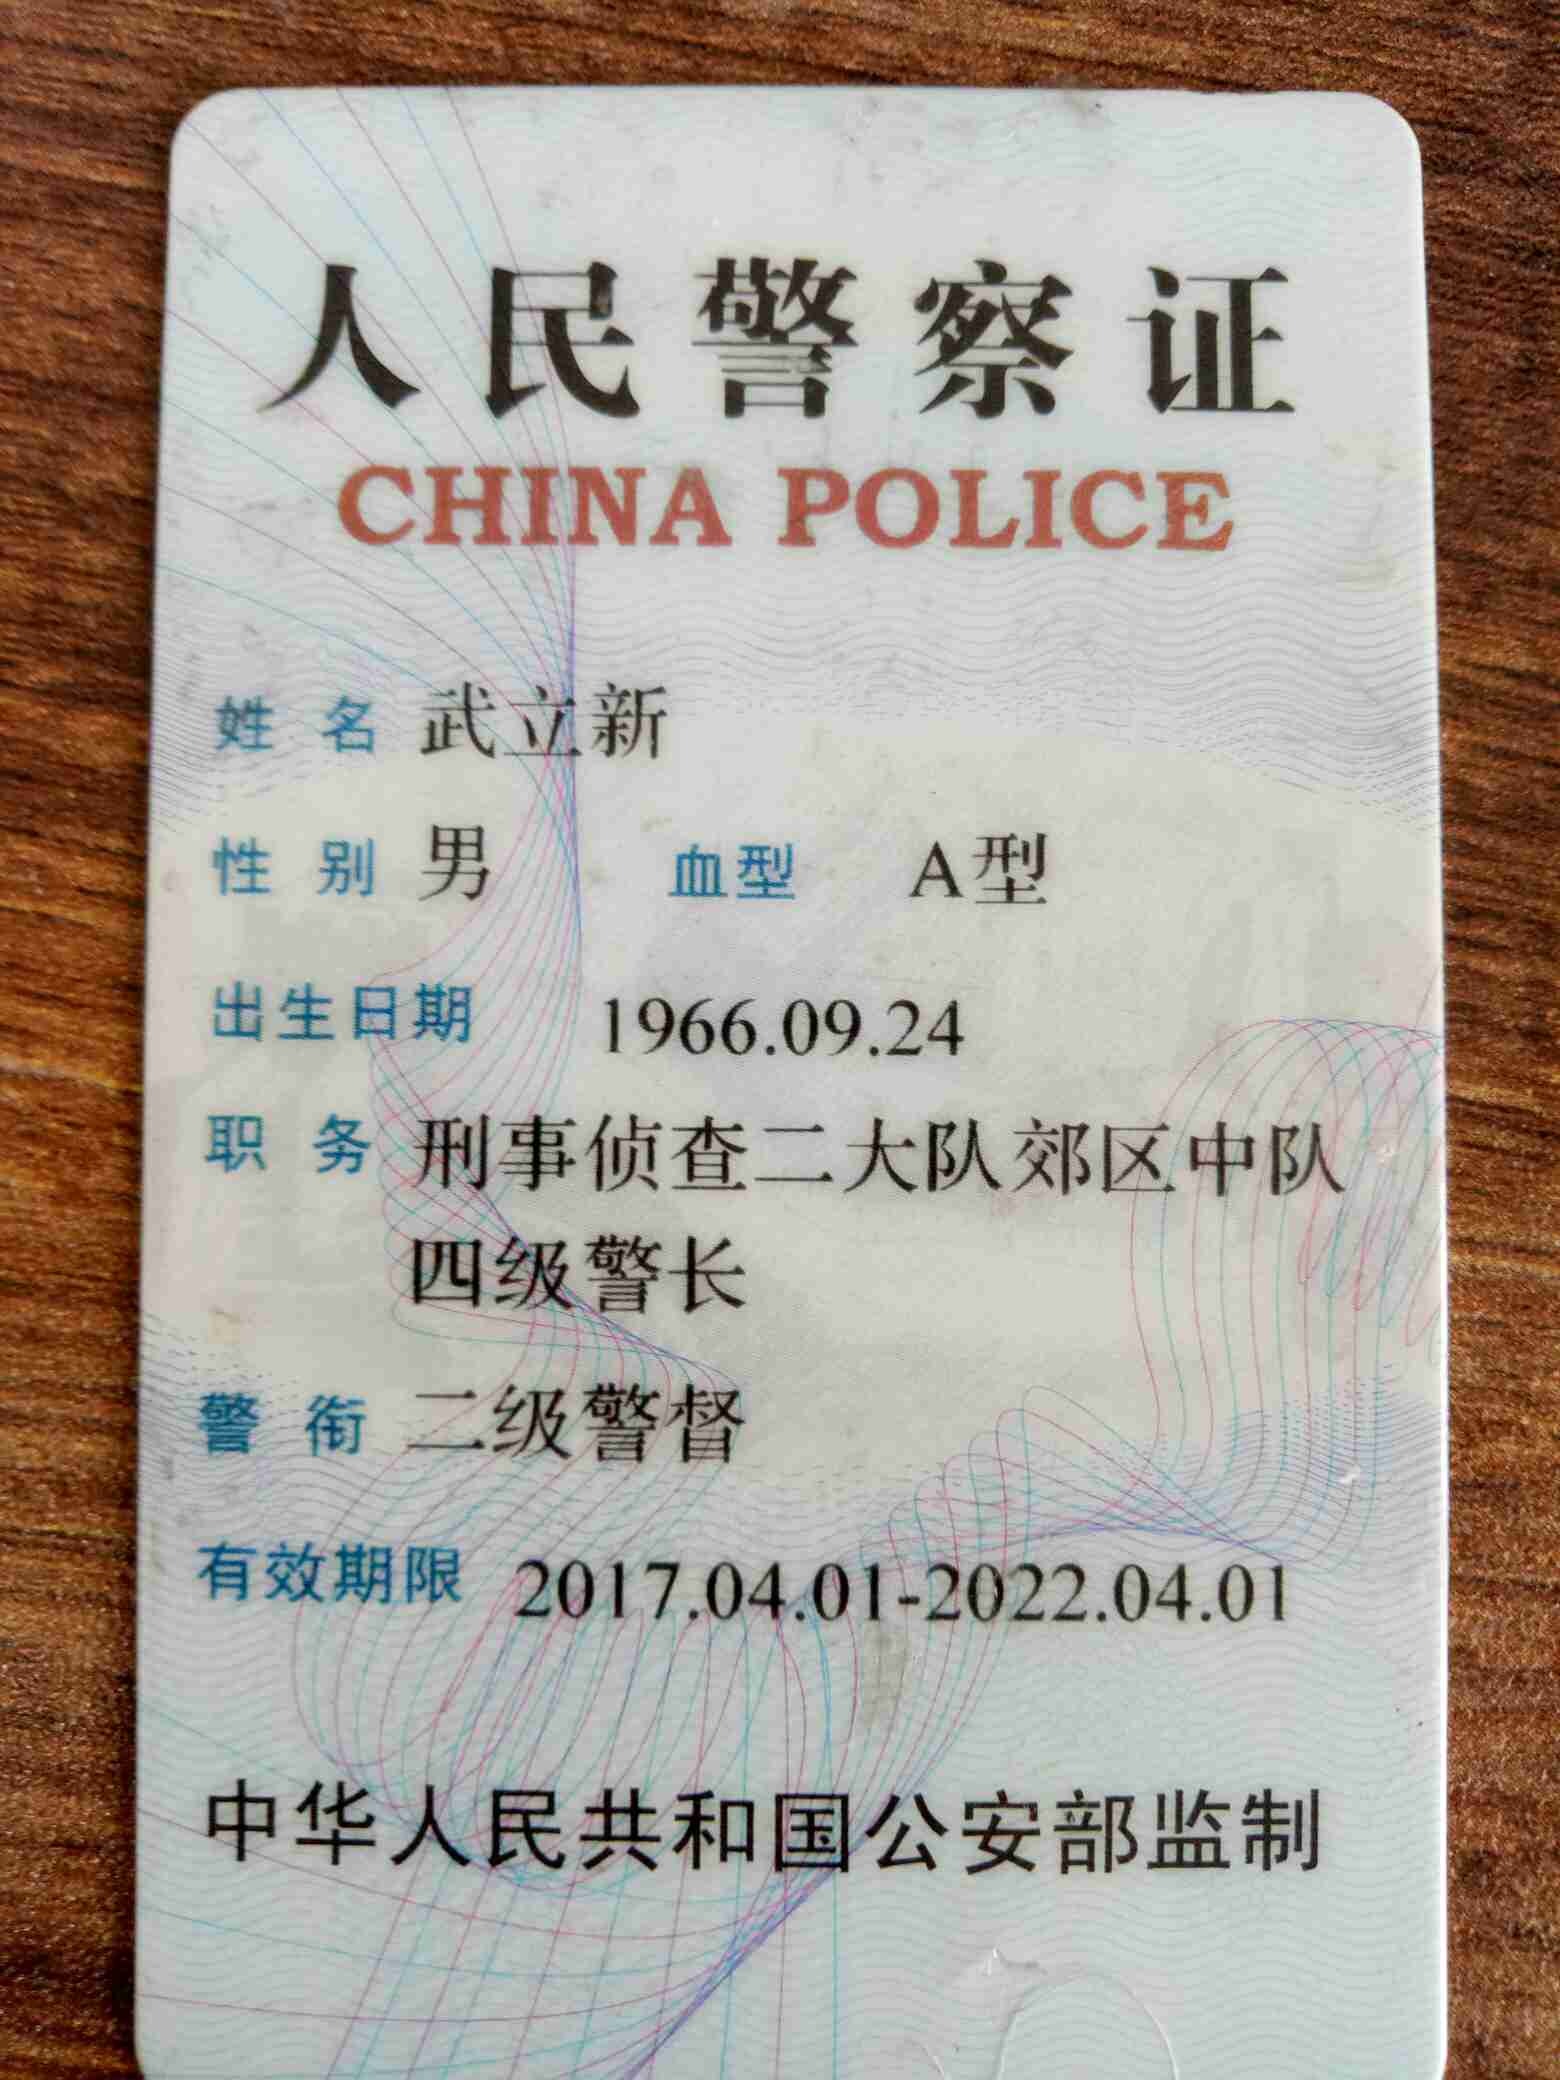 人民警察证
CHINA POLICE
姓 名 武立新
性 别 男 血型 A型
出生日期 1966.09.24
职 务 刑事侦查二大队郊区中队
四级警长
警 衔 二级警督
有效期限 2017.04.01-2022.04.01
中华人民共和国公安部监制